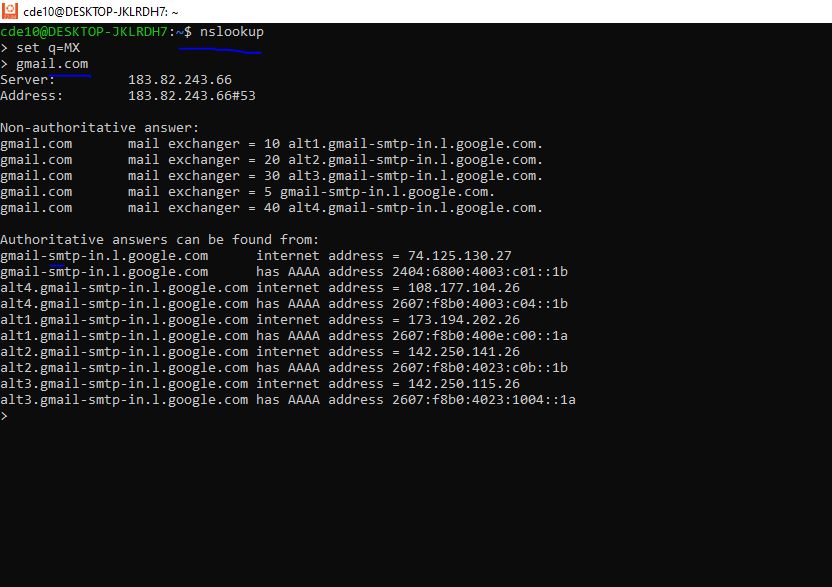 cde10@DESKTOP-JKLRDH7: ~
cde10@DESKTOP-JKLRDH7:~$ nslookup
> set q=MX
> gmail.com
Server:         183.82.243.66
Address:        183.82.243.66#53
Non-authoritative answer:
gmail.com       mail exchanger = 10 alt1.gmail-smtp-in.l.google.com.
gmail.com       mail exchanger = 20 alt2.gmail-smtp-in.l.google.com.
gmail.com       mail exchanger = 30 alt3.gmail-smtp-in.l.google.com.
gmail.com       mail exchanger = 5 gmail-smtp-in.l.google.com.
gmail.com       mail exchanger = 40 alt4.gmail-smtp-in.l.google.com.
Authoritative answers can be found from:
gmail-smtp-in.l.google.com      internet address = 74.125.130.27
gmail-smtp-in.l.google.com      has AAAA address 2404:6800:4003:c01::1b
alt4.gmail-smtp-in.l.google.com internet address = 108.177.104.26
alt4.gmail-smtp-in.l.google.com has AAAA address 2607:f8b0:4003:c04::1b
alt1.gmail-smtp-in.l.google.com internet address = 173.194.202.26
alt1.gmail-smtp-in.l.google.com has AAAA address 2607:f8b0:400e:c00::1a
alt2.gmail-smtp-in.l.google.com internet address = 142.250.141.26
alt2.gmail-smtp-in.l.google.com has AAAA address 2607:f8b0:4023:c0b::1b
alt3.gmail-smtp-in.l.google.com internet address = 142.250.115.26
alt3.gmail-smtp-in.l.google.com has AAAA address 2607:f8b0:4023:1004::1a
>